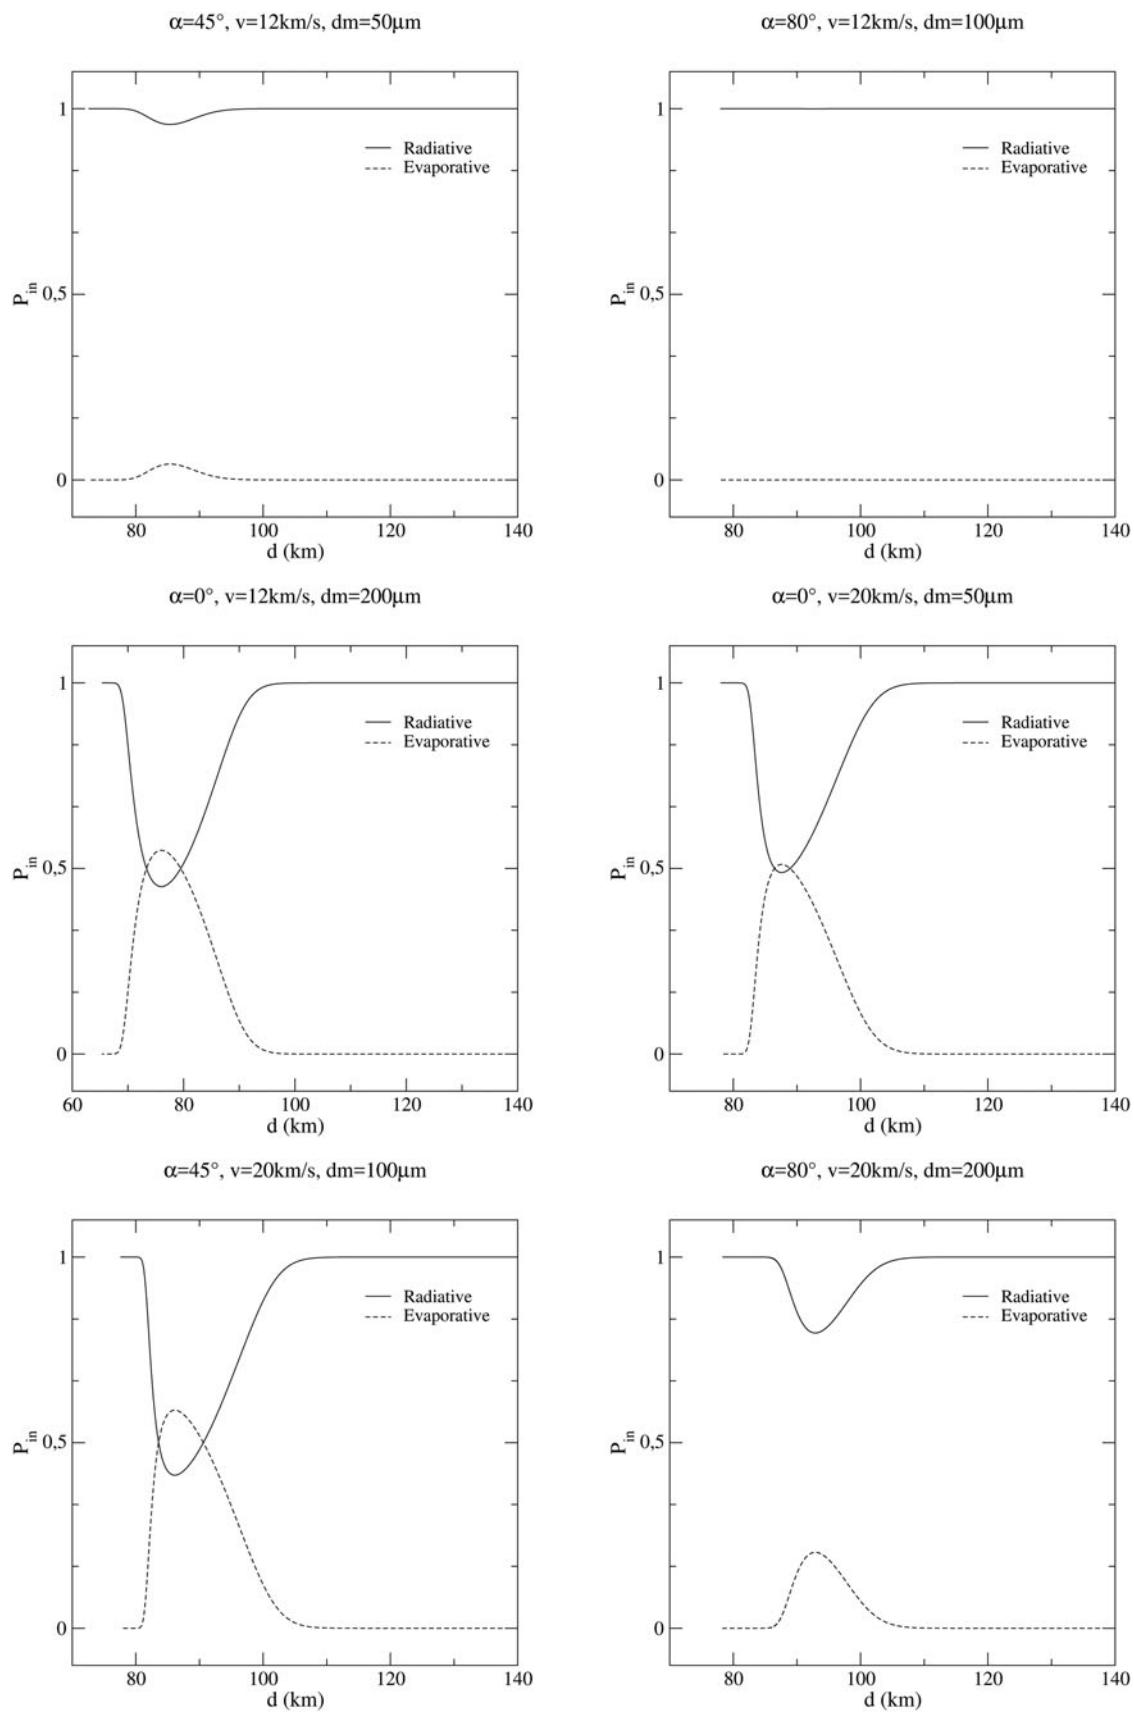 α=45°, v=12km/s, dm=50μm
1
Radiative
Evaporative
P_in
0,5
0
80 100 120 140
d (km)
α=80°, v=12km/s, dm=100μm
1
Radiative
Evaporative
P_in
0,5
0
80 100 120 140
d (km)
α=0°, v=12km/s, dm=200μm
1
Radiative
Evaporative
P_in
0,5
0
60 80 100 120 140
d (km)
α=0°, v=20km/s, dm=50μm
1
Radiative
Evaporative
P_in
0,5
0
80 100 120 140
d (km)
α=45°, v=20km/s, dm=100μm
1
Radiative
Evaporative
P_in
0,5
0
80 100 120 140
d (km)
α=80°, v=20km/s, dm=200μm
1
Radiative
Evaporative
P_in
0,5
0
80 100 120 140
d (km)